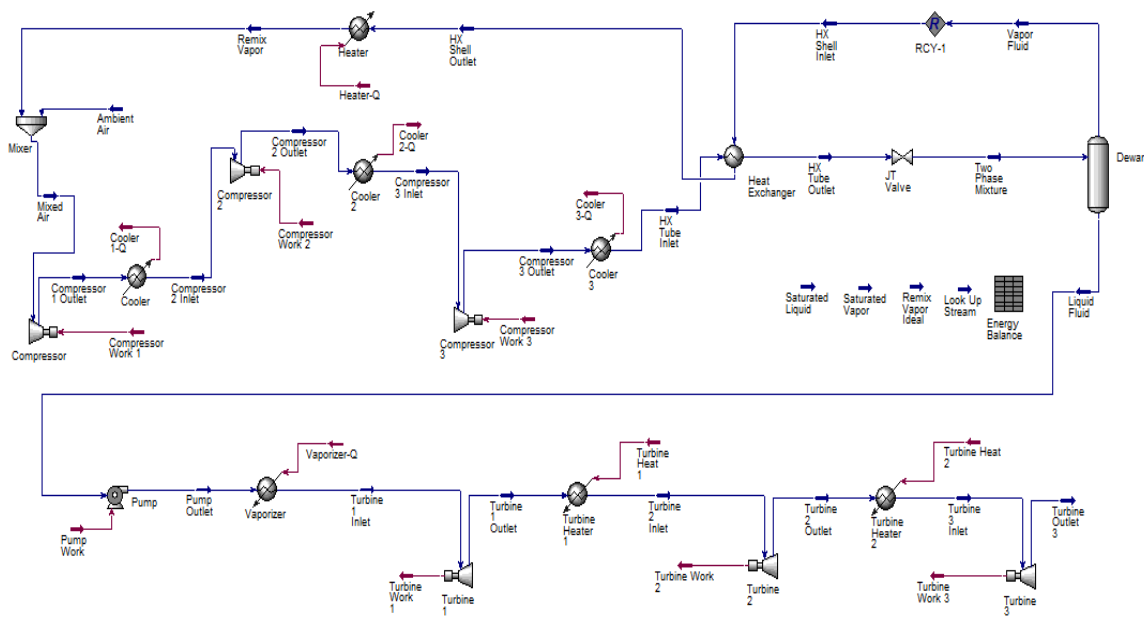 Remix
Vapor
Heater
HX
Shell
Outlet
HX
Shell
Inlet
R
RCY-1
Vapor
Fluid
Heater-Q
Ambient
Air
Mixer
Compressor
2 Outlet
Cooler
2-Q
Compressor
2
Cooler
2
Compressor
3 Inlet
Heat
Exchanger
HX
Tube
Outlet
JT
Valve
Two
Phase
Mixture
Dewar
Mixed
Air
Cooler
1-Q
Compressor
Work 2
Cooler
3-Q
HX
Tube
Inlet
Compressor
1 Outlet
Cooler
Compressor
2 Inlet
Compressor
3 Outlet
Cooler
3
Saturated
Liquid
Saturated
Vapor
Remix
Vapor
Ideal
Look Up
Stream
Energy
Balance
Liquid
Fluid
Compressor
Compressor
Work 1
Compressor
3
Compressor
Work 3
Vaporizer-Q
Turbine
Heat
1
Turbine Heat
2
Pump
Pump
Outlet
Vaporizer
Turbine
1
Inlet
Turbine
1
Outlet
Turbine
Heater
1
Turbine
2
Inlet
Turbine
2
Outlet
Turbine
Heater
2
Turbine
3
Inlet
Turbine
Outlet
3
Pump
Work
Turbine
Work
1
Turbine
1
Turbine Work
2
Turbine
2
Turbine
Work 3
Turbine
3